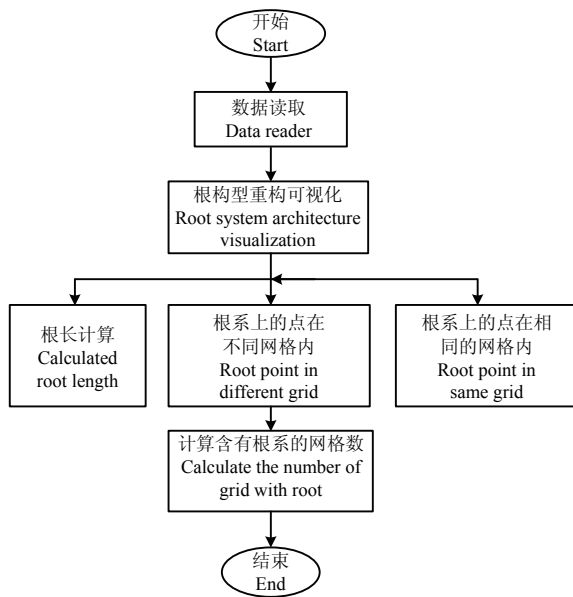 开始
Start
数据读取
Data reader
根构型重构可视化
Root system architecture
visualization
根长计算
Calculated
root length
根系上的点在
不同网格内
Root point in
different grid
根系上的点在相
同的网格内
Root point in
same grid
计算含有根系的网格数
Calculate the number of
grid with root
结束
End